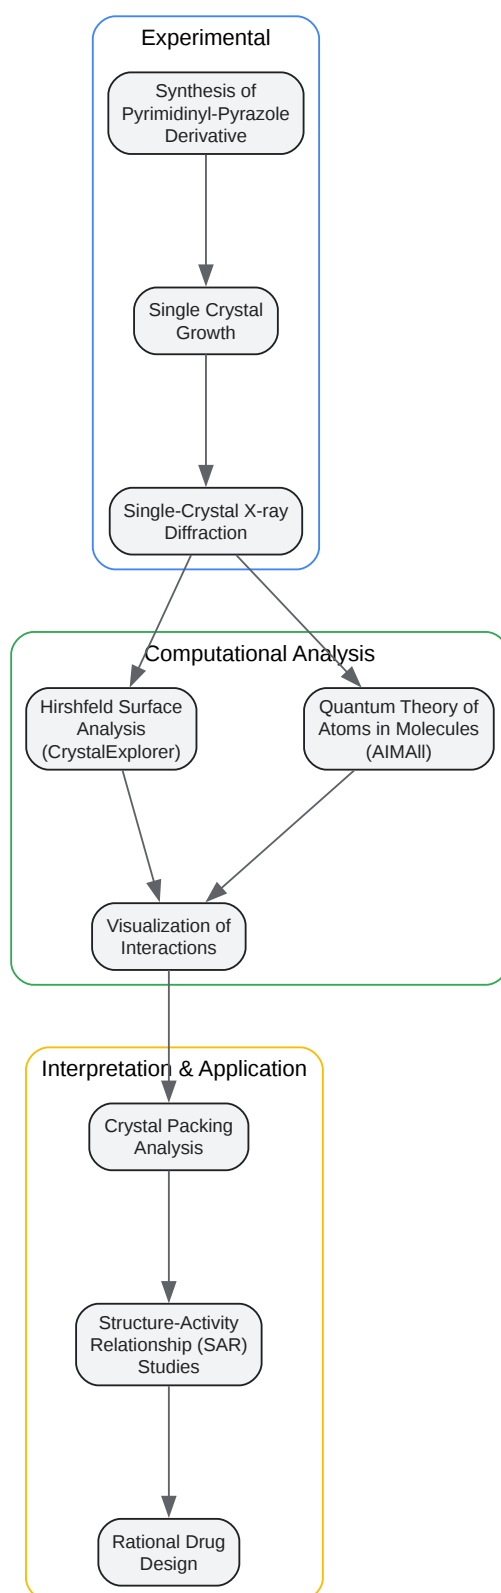 Experimental
Synthesis of
Pyrimidinyl-Pyrazole
Derivative
Single Crystal
Growth
Single-Crystal X-ray
Diffraction
Computational Analysis
Hirshfeld Surface
Analysis
(CrystalExplorer)
Quantum Theory of
Atoms in Molecules
(AIMAll)
Visualization of
Interactions
Interpretation & Application
Crystal Packing
Analysis
Structure-Activity
Relationship (SAR)
Studies
Rational Drug
Design